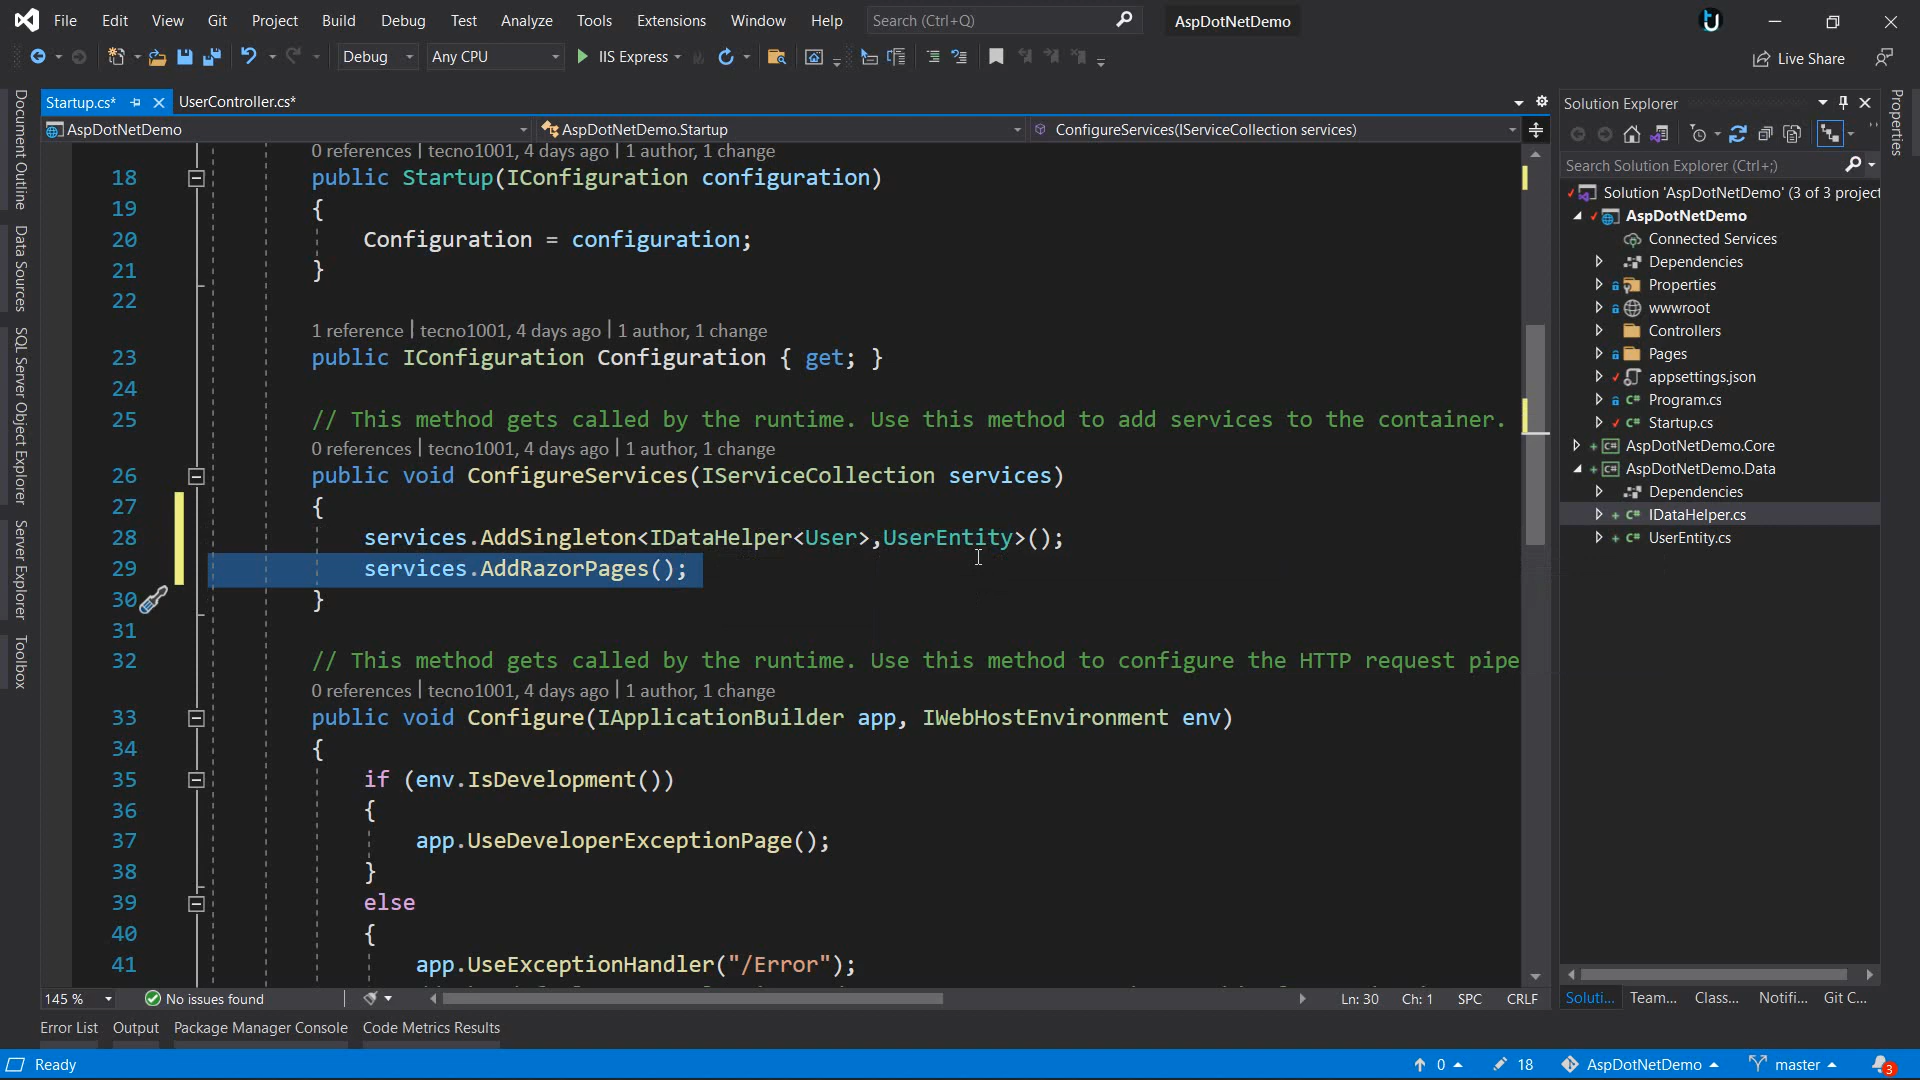 File Edit View Git Project Build Debug Test Analyze Tools Extensions Window Help Search (Ctrl+Q) AspDotNetDemo
Debug Any CPU IIS Express Live Share
Startup.cs* UserController.cs*
AspDotNetDemo AspDotNetDemo.Startup ConfigureServices(IServiceCollection services)
0 references | tecno1001, 4 days ago | 1 author, 1 change
18 public Startup(IConfiguration configuration)
19 {
20 Configuration = configuration;
21 }
22
1 reference | tecno1001, 4 days ago | 1 author, 1 change
23 public IConfiguration Configuration { get; }
24
25 // This method gets called by the runtime. Use this method to add services to the container.
0 references | tecno1001, 4 days ago | 1 author, 1 change
26 public void ConfigureServices(IServiceCollection services)
27 {
28 services.AddSingleton<IDataHelper<User>,UserEntity>();
29 services.AddRazorPages();
30 }
31
32 // This method gets called by the runtime. Use this method to configure the HTTP request pipe
0 references | tecno1001, 4 days ago | 1 author, 1 change
33 public void Configure(IApplicationBuilder app, IWebHostEnvironment env)
34 {
35 if (env.IsDevelopment())
36 {
37 app.UseDeveloperExceptionPage();
38 }
39 else
40 {
41 app.UseExceptionHandler("/Error");
145 % No issues found Ln: 30 Ch: 1 SPC CRLF
Error List Output Package Manager Console Code Metrics Results
Ready 0 18 AspDotNetDemo master 3
Document Outline
Data Sources
SQL Server Object Explorer
Server Explorer
Toolbox
Solution Explorer
Search Solution Explorer (Ctrl+;)
Solution 'AspDotNetDemo' (3 of 3 project
AspDotNetDemo
Connected Services
Dependencies
Properties
wwwroot
Controllers
Pages
appsettings.json
Program.cs
Startup.cs
AspDotNetDemo.Core
AspDotNetDemo.Data
Dependencies
IDataHelper.cs
UserEntity.cs
Soluti... Team... Class... Notifi... Git C...
Properties